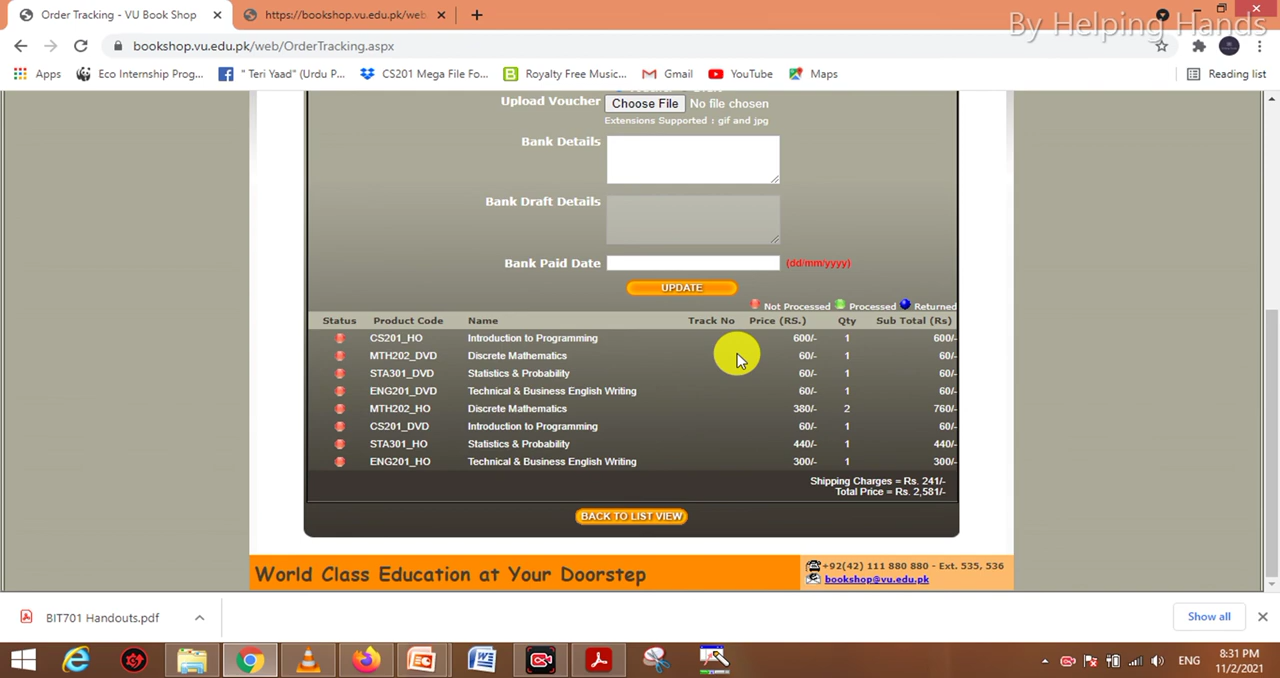 Order Tracking - VU Book Shop
https://bookshop.vu.edu.pk/web
By Helping Hands
bookshop.vu.edu.pk/web/OrderTracking.aspx
Apps
Eco Internship Prog...
" Teri Yaad" (Urdu P...
CS201 Mega File Fo...
Royalty Free Music...
Gmail
YouTube
Maps
Reading list
Upload Voucher Choose File No file chosen
Extensions Supported : gif and jpg
Bank Details
Bank Draft Details
Bank Paid Date (dd/mm/yyyy)
UPDATE
Not Processed Processed Returned
Status Product Code Name Track No Price (RS.) Qty Sub Total (Rs)
CS201_HO Introduction to Programming 600/- 1 600/-
MTH202_DVD Discrete Mathematics 60/- 1 60/-
STA301_DVD Statistics & Probability 60/- 1 60/-
ENG201_DVD Technical & Business English Writing 60/- 1 60/-
MTH202_HO Discrete Mathematics 380/- 2 760/-
CS201_DVD Introduction to Programming 60/- 1 60/-
STA301_HO Statistics & Probability 440/- 1 440/-
ENG201_HO Technical & Business English Writing 300/- 1 300/-
Shipping Charges = Rs. 241/-
Total Price = Rs. 2,581/-
BACK TO LIST VIEW
World Class Education at Your Doorstep
+92(42) 111 880 880 - Ext. 535, 536
bookshop@vu.edu.pk
BIT701 Handouts.pdf
Show all
ENG
8:31 PM
11/2/2021